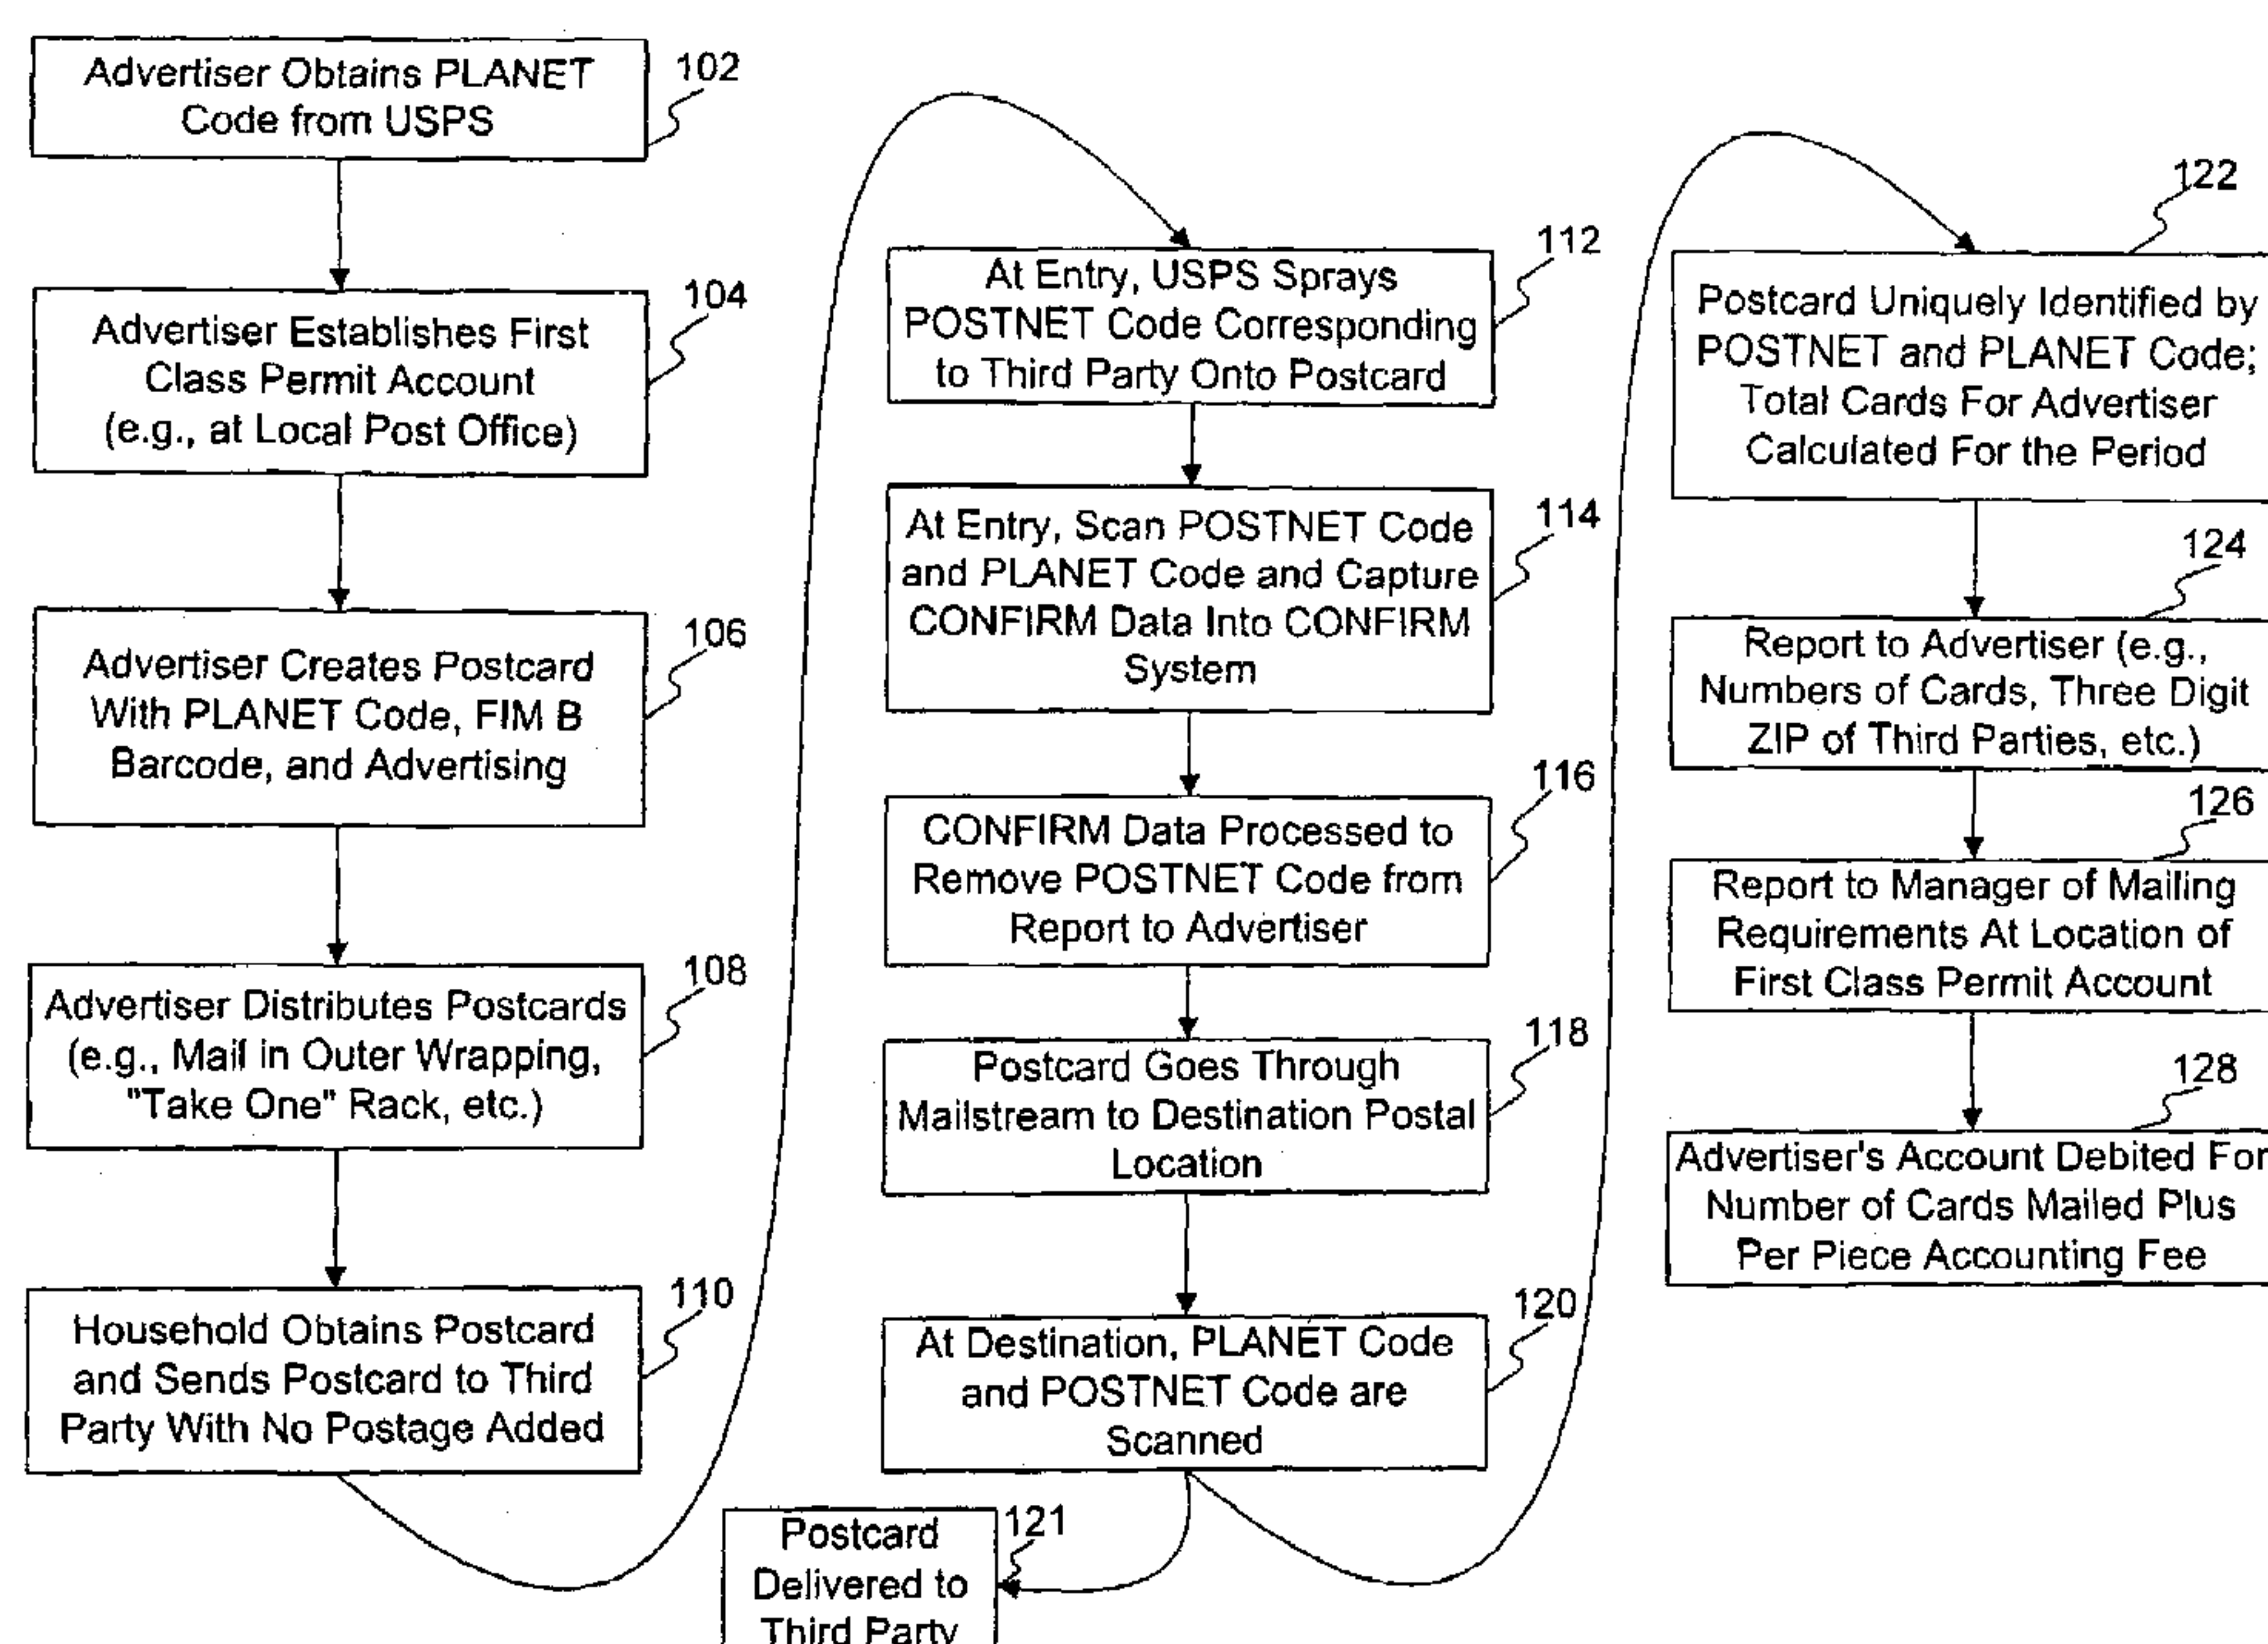 Advertiser Obtains PLANET
Code from USPS
102
Advertiser Establishes First
Class Permit Account
(e.g., at Local Post Office)
104
Advertiser Creates Postcard
With PLANET Code, FIM B
Barcode, and Advertising
106
Advertiser Distributes Postcards
(e.g., Mail in Outer Wrapping,
"Take One" Rack, etc.)
108
Household Obtains Postcard
and Sends Postcard to Third
Party With No Postage Added
110
At Entry, USPS Sprays
POSTNET Code Corresponding
to Third Party Onto Postcard
112
At Entry, Scan POSTNET Code
and PLANET Code and Capture
CONFIRM Data Into CONFIRM
System
114
CONFIRM Data Processed to
Remove POSTNET Code from
Report to Advertiser
116
Postcard Goes Through
Mailstream to Destination Postal
Location
118
At Destination, PLANET Code
and POSTNET Code are
Scanned
120
Postcard
Delivered to
Third Party
121
Postcard Uniquely Identified by
POSTNET and PLANET Code;
Total Cards For Advertiser
Calculated For the Period
122
Report to Advertiser (e.g.,
Numbers of Cards, Three Digit
ZIP of Third Parties, etc.)
124
Report to Manager of Mailing
Requirements At Location of
First Class Permit Account
126
Advertiser's Account Debited For
Number of Cards Mailed Plus
Per Piece Accounting Fee
128